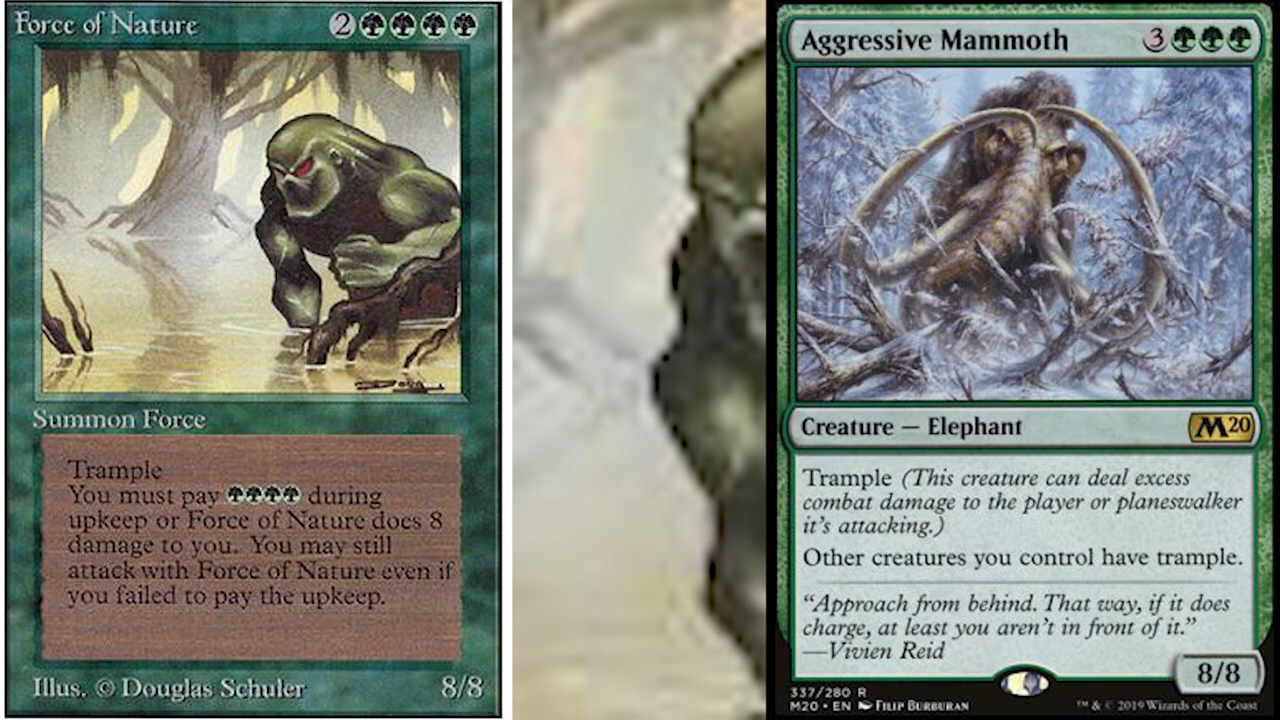 Force of Nature 2
Summon Force
Trample
You must pay during
upkeep or Force of Nature does 8
damage to you. You may still
attack with Force of Nature even if
you failed to pay the upkeep.
Illus. © Douglas Schuler 8/8
Aggressive Mammoth 3
Creature — Elephant M20
Trample (This creature can deal excess
combat damage to the player or planeswalker
it's attacking.)
Other creatures you control have trample.
“Approach from behind. That way, if it does
charge, at least you aren't in front of it.”
—Vivien Reid
8/8
337/280 R
M20 • EN Filip Burburan ™ & © 2019 Wizards of the Coast